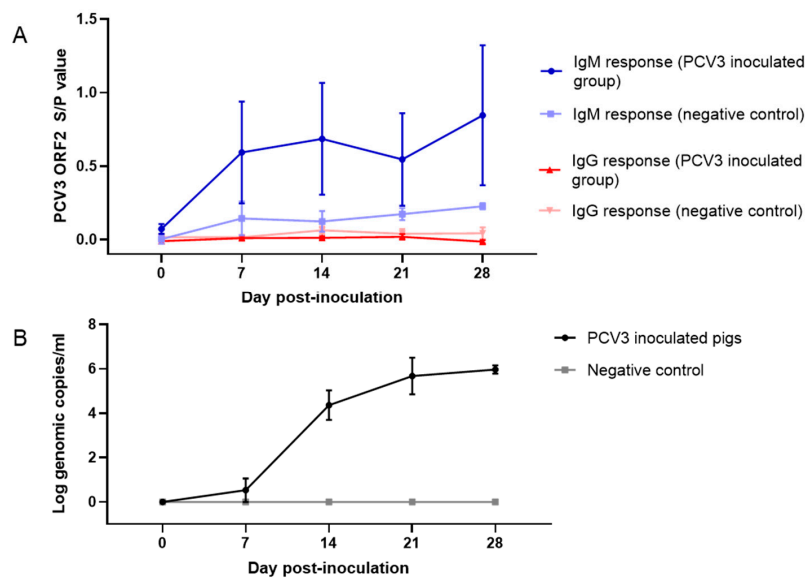 A
PCV3 ORF2 S/P value
1.5
1.0
0.5
0.0
0 7 14 21 28
Day post-inoculation
IgM response (PCV3 inoculated
group)
IgM response (negative control)
IgG response (PCV3 inoculated
group)
IgG response (negative control)
B
Log genomic copies/ml
8
6
4
2
0
0 7 14 21 28
Day post-inoculation
PCV3 inoculated pigs
Negative control